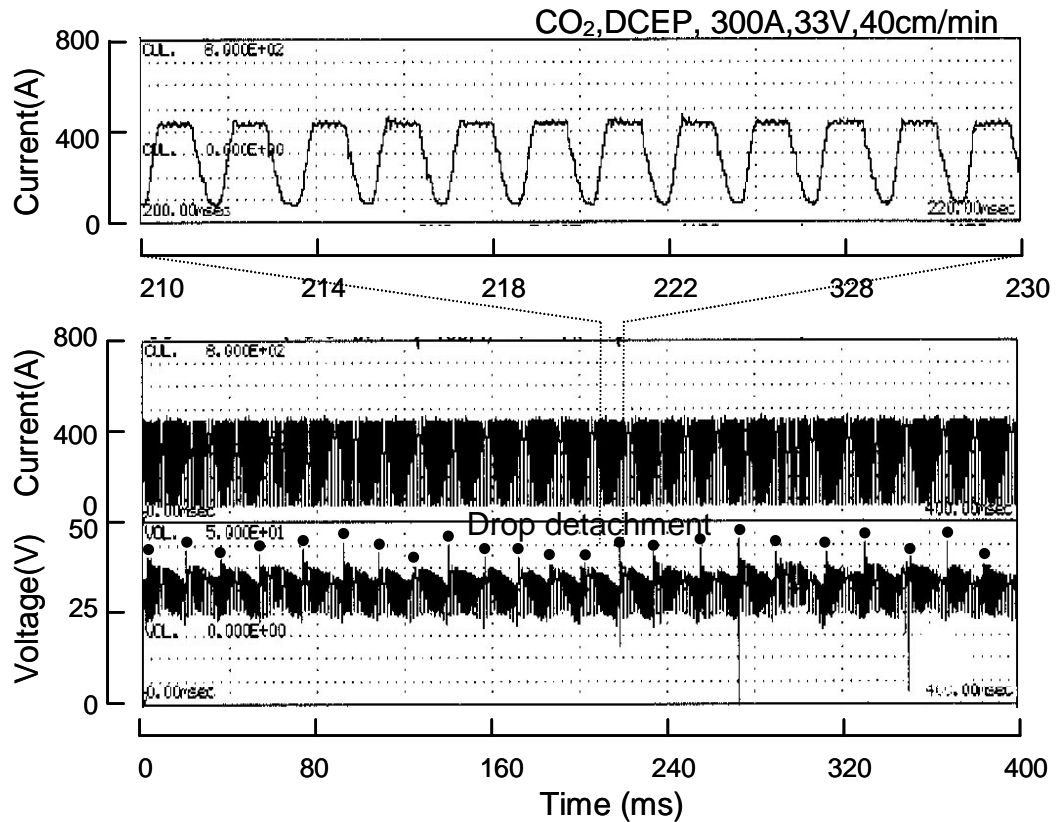 CO₂,DCEP, 300A,33V,40cm/min
800
CUL. 8.000E+02
Current(A)
400
CUL. 0.000E+00
200.00msec 220.00msec
0
210 214 218 222 328 230
800
CUL. 8.000E+02
Current(A)
400
0
0.00msec 400.00msec
50
Drop detachment
VOL. 5.000E+01
Voltage(V)
25
VOL. 0.000E+00
0.00msec 400.00msec
0
0 80 160 240 320 400
Time (ms)